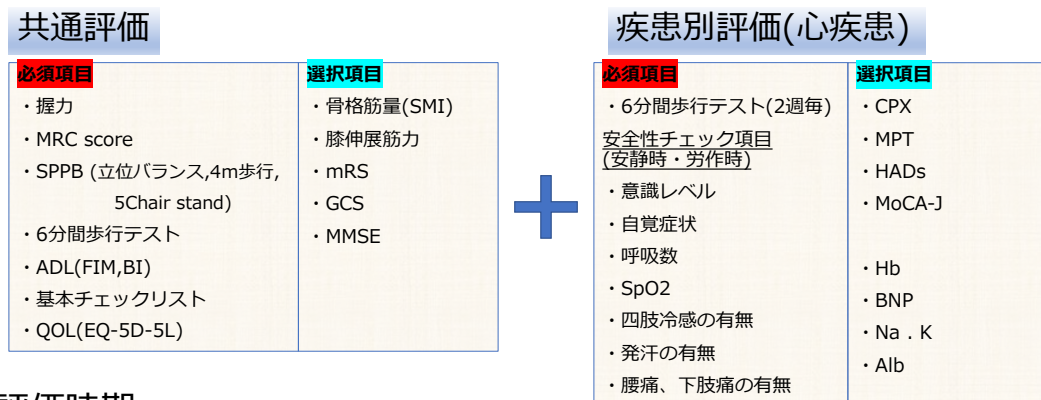 共通評価
必須項目
・握力
・MRC score
・SPPB (立位バランス,4m歩行,
5Chair stand)
・6分間歩行テスト
・ADL(FIM,BI)
・基本チェックリスト
・QOL(EQ-5D-5L)
選択項目
・骨格筋量(SMI)
・膝伸展筋力
・mRS
・GCS
・MMSE
疾患別評価(心疾患)
必須項目
・6分間歩行テスト(2週毎)
安全性チェック項目
(安静時・労作時)
・意識レベル
・自覚症状
・呼吸数
・SpO2
・四肢冷感の有無
・発汗の有無
・腰痛、下肢痛の有無
選択項目
・CPX
・MPT
・HADs
・MoCA-J
・Hb
・BNP
・Na．K
・Alb
評価時期